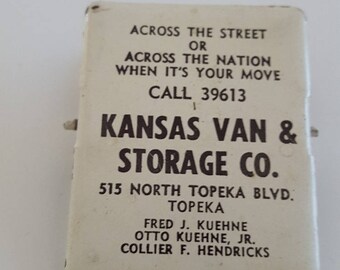 ACROSS THE STREET
OR
ACROSS THE NATION
WHEN IT'S YOUR MOVE
CALL 39613
KANSAS VAN &
STORAGE CO.
515 NORTH TOPEKA BLVD.
TOPEKA
FRED J. KUEHNE
OTTO KUEHNE, JR.
COLLIER F. HENDRICKS